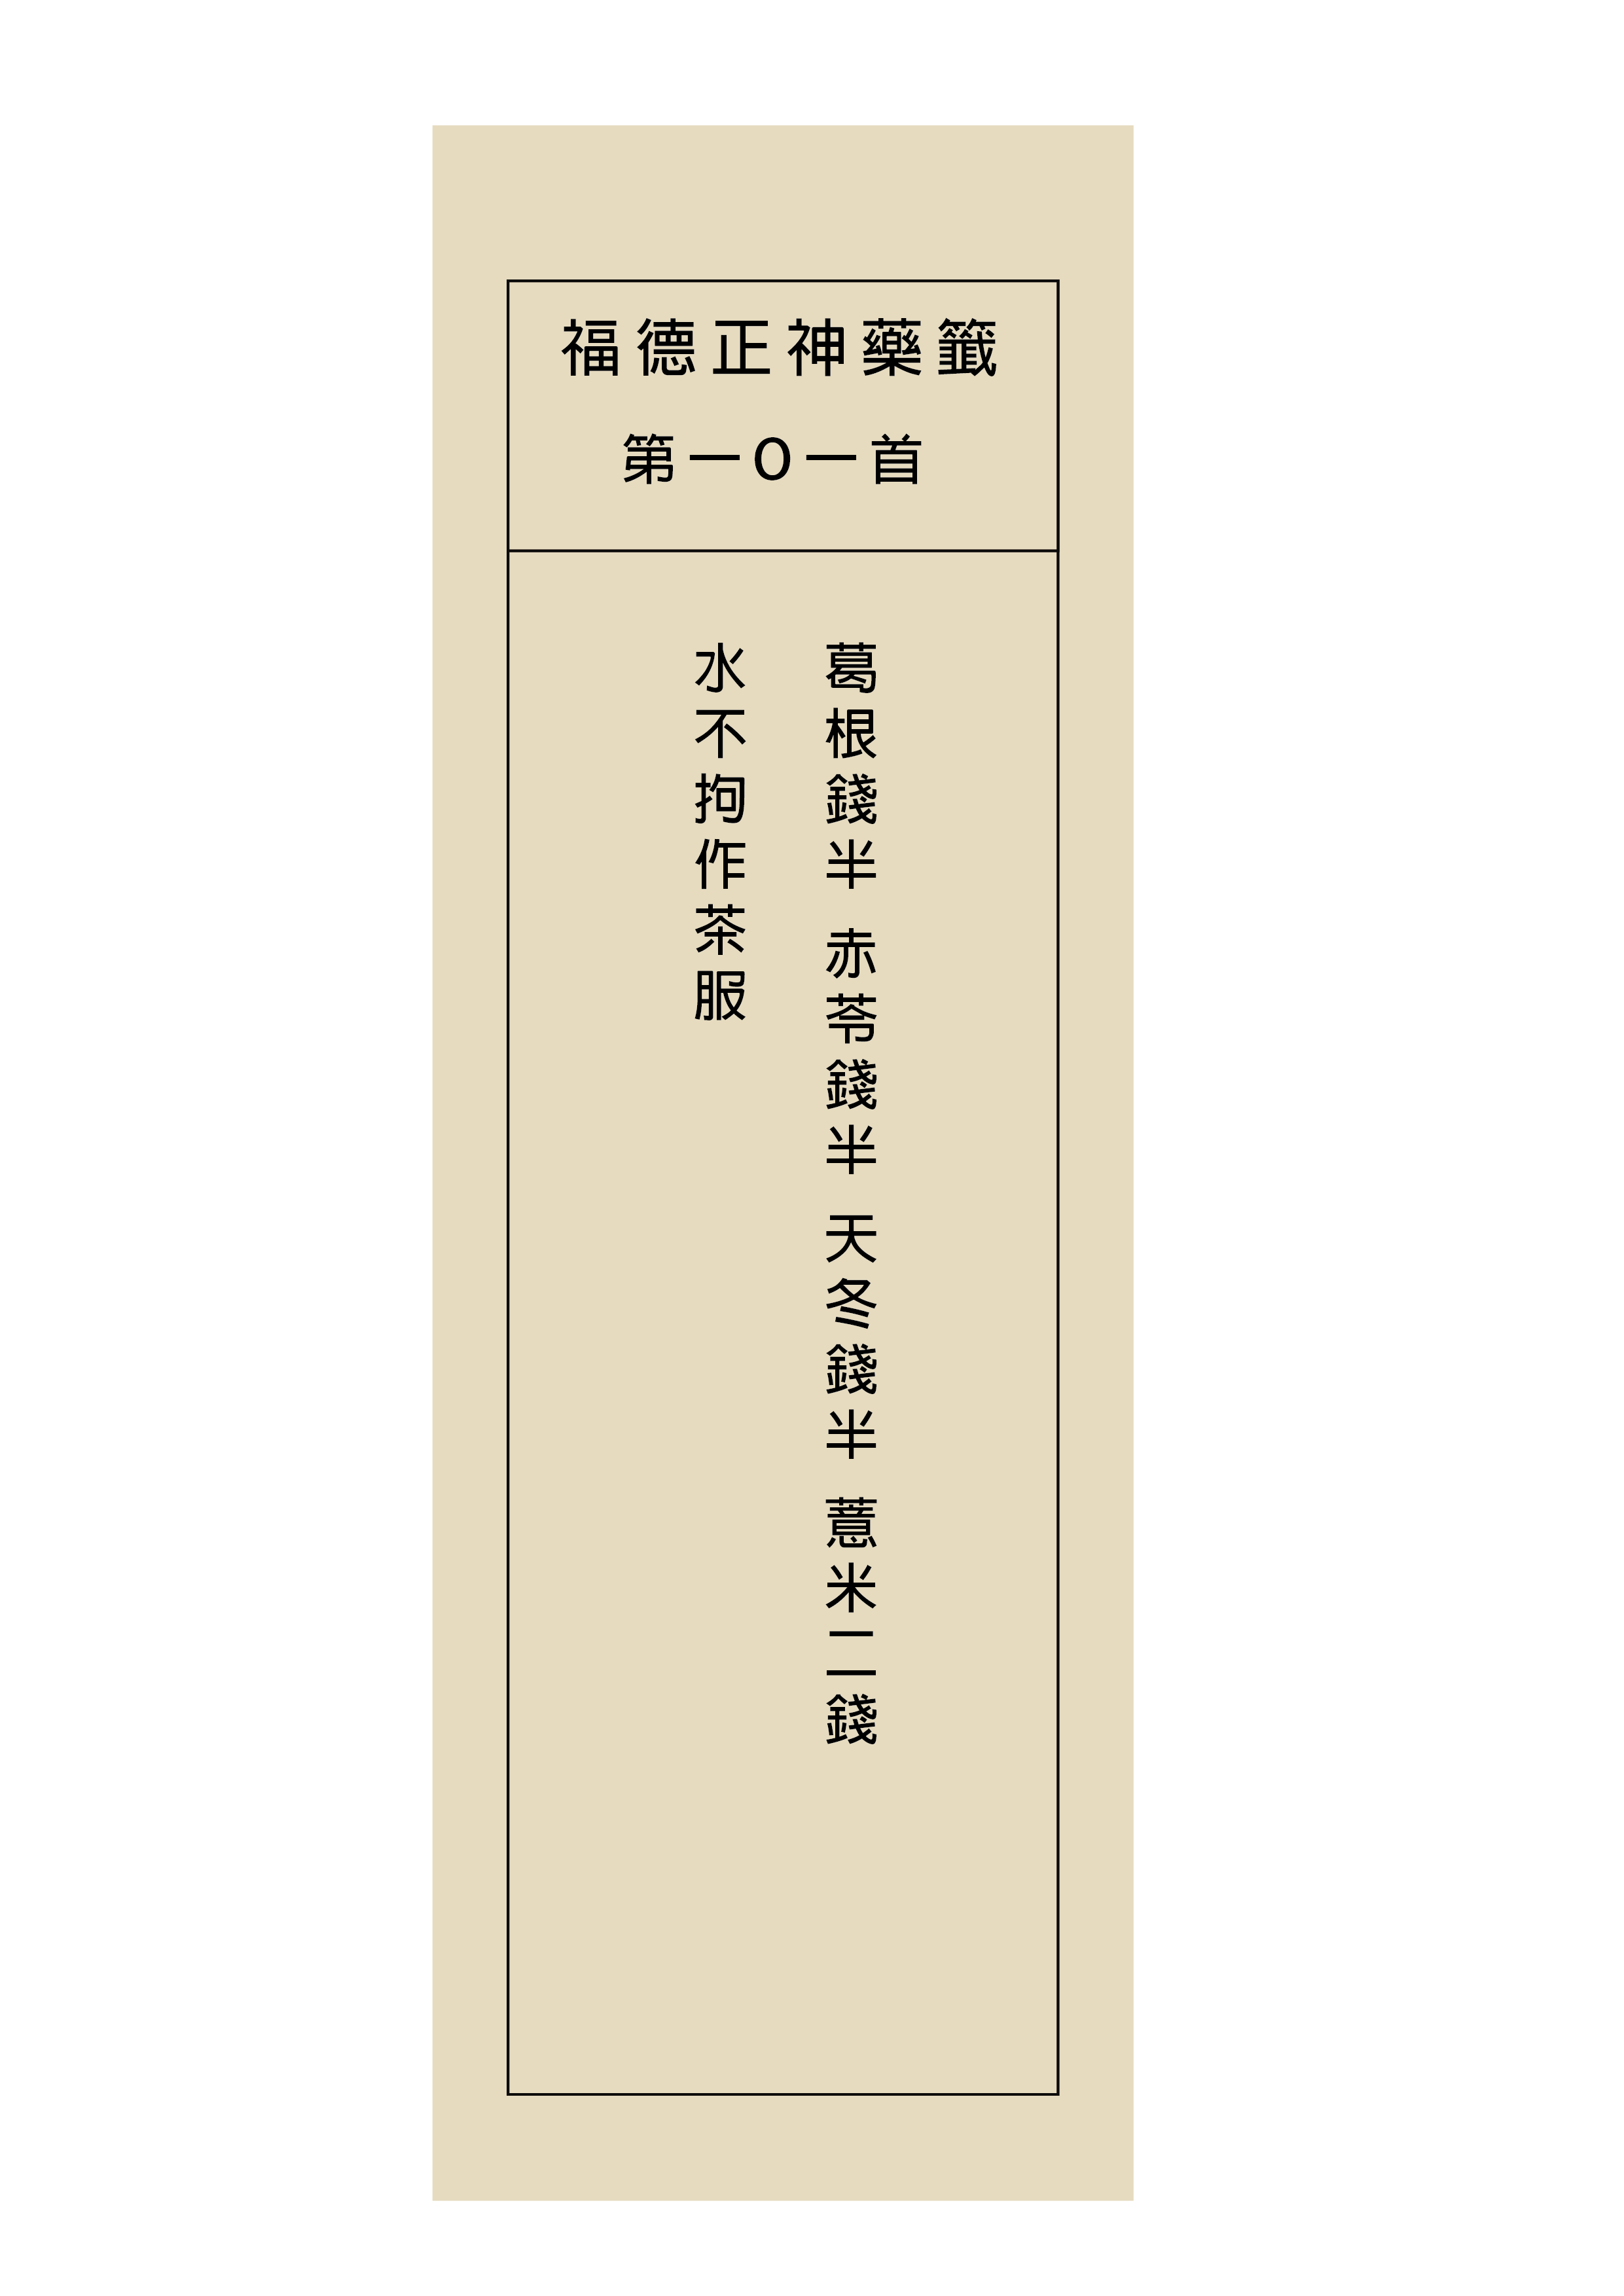 福德正神藥籤
第一0一首
葛根錢半 赤苓錢半 天冬錢半 薏米二錢
水不拘作茶服